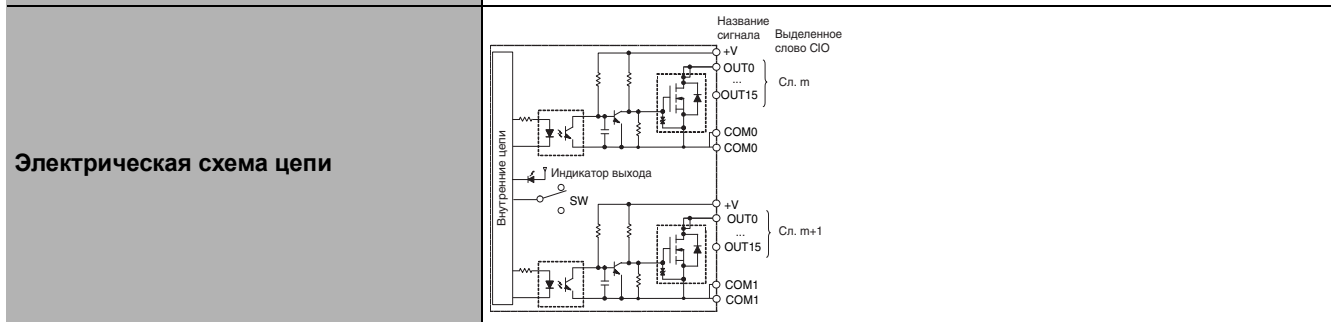 Электрическая схема цепи
Название сигнала
Выделенное слово CIO
+V
OUT0
...
OUT15
Сл. m
COM0
COM0
Внутренние цепи
Индикатор выхода
SW
+V
OUT0
...
OUT15
Сл. m+1
COM1
COM1